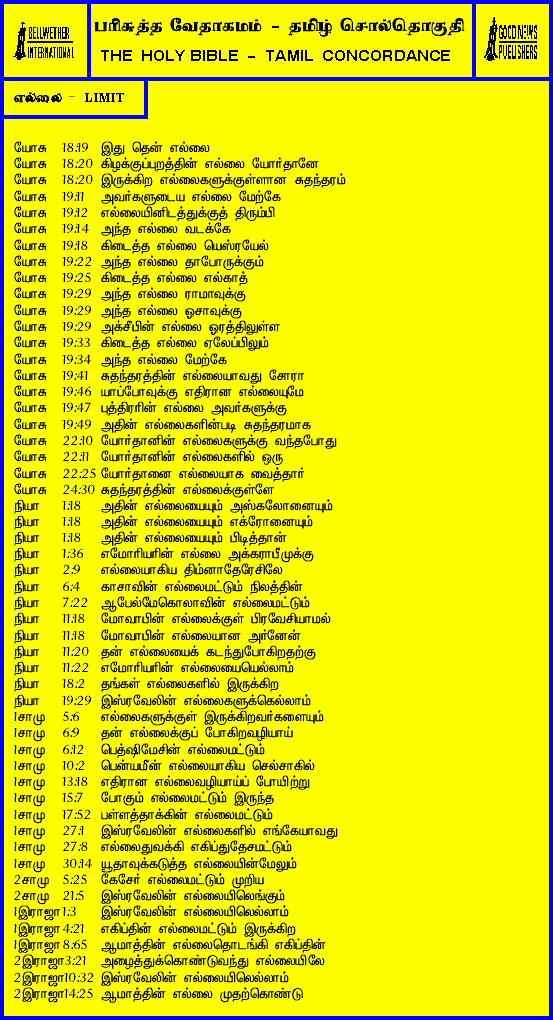 BELLWETHER
INTERNATIONAL
பரிசுத்த வேதாகமம் - தமிழ் சொல்தொகுதி
THE HOLY BIBLE - TAMIL CONCORDANCE
GOOD NEWS
PUBLISHERS
எல்லை - LIMIT
யோசு 18:19 இது தென் எல்லை
யோசு 18:20 கிழக்குப்புறத்தின் எல்லை யோர்தானே
யோசு 18:20 இருக்கிற எல்லைகளுக்குள்ளான சுதந்தரம்
யோசு 19:11 அவர்களுடைய எல்லை மேற்கே
யோசு 19:12 எல்லையினிடத்துக்குத் திரும்பி
யோசு 19:14 அந்த எல்லை வடக்கே
யோசு 19:18 கிடைத்த எல்லை யெஸ்ரயேல்
யோசு 19:22 அந்த எல்லை தாபோருக்கும்
யோசு 19:25 கிடைத்த எல்லை எல்காத்
யோசு 19:29 அந்த எல்லை ராமாவுக்கு
யோசு 19:29 அந்த எல்லை ஓசாவுக்கு
யோசு 19:29 அக்சீபின் எல்லை ஓரத்திலுள்ள
யோசு 19:33 கிடைத்த எல்லை ஏலேப்பிலும்
யோசு 19:34 அந்த எல்லை மேற்கே
யோசு 19:41 சுதந்தரத்தின் எல்லையாவது சோரா
யோசு 19:46 யாப்போவுக்கு எதிரான எல்லையுமே
யோசு 19:47 புத்திரரின் எல்லை அவர்களுக்கு
யோசு 19:49 அதின் எல்லைகளின்படி சுதந்தரமாக
யோசு 22:10 யோர்தானின் எல்லைகளுக்கு வந்தபோது
யோசு 22:11 யோர்தானின் எல்லைகளில் ஒரு
யோசு 22:25 யோர்தானை எல்லையாக வைத்தார்
யோசு 24:30 சுதந்தரத்தின் எல்லைக்குள்ளே
நியா 1:18 அதின் எல்லையையும் அஸ்கலோனையும்
நியா 1:18 அதின் எல்லையையும் எக்ரோனையும்
நியா 1:18 அதின் எல்லையையும் பிடித்தான்
நியா 1:36 எமோரியரின் எல்லை அக்கராபீமுக்கு
நியா 2:9 எல்லையாகிய திம்னாதேரேசிலே
நியா 6:4 காசாவின் எல்லைமட்டும் நிலத்தின்
நியா 7:22 ஆபேல்மேகொலாவின் எல்லைமட்டும்
நியா 11:18 மோவாபின் எல்லைக்குள் பிரவேசியாமல்
நியா 11:18 மோவாபின் எல்லையான அர்னேன்
நியா 11:20 தன் எல்லையைக் கடந்துபோகிறதற்கு
நியா 11:22 எமோரியரின் எல்லையையெல்லாம்
நியா 18:2 தங்கள் எல்லைகளில் இருக்கிற
நியா 19:29 இஸ்ரவேலின் எல்லைகளுக்கெல்லாம்
1சாமு 5:6 எல்லைகளுக்குள் இருக்கிறவர்களையும்
1சாமு 6:9 தன் எல்லைக்குப் போகிறவழியாய்
1சாமு 6:12 பெத்ஷிமேசின் எல்லைமட்டும்
1சாமு 10:2 பென்யமீன் எல்லையாகிய செல்சாகில்
1சாமு 13:18 எதிரான எல்லைவழியாய்ப் போயிற்று
1சாமு 15:7 போகும் எல்லைமட்டும் இருந்த
1சாமு 17:52 பள்ளத்தாக்கின் எல்லைமட்டும்
1சாமு 27:1 இஸ்ரவேலின் எல்லைகளில் எங்கேயாவது
1சாமு 27:8 எல்லைதுவக்கி எகிப்துதேசமட்டும்
1சாமு 30:14 யூதாவுக்கடுத்த எல்லையின்மேலும்
2சாமு 5:25 கேசேர் எல்லைமட்டும் முறிய
2சாமு 21:5 இஸ்ரவேலின் எல்லையிலெங்கும்
1இராஜா 1:3 இஸ்ரவேலின் எல்லையிலெல்லாம்
1இராஜா 4:21 எகிப்தின் எல்லைமட்டும் இருக்கிற
1இராஜா 8:65 ஆமாத்தின் எல்லைதொடங்கி எகிப்தின்
2இராஜா 3:21 அழைத்துக்கொண்டுவந்து எல்லையிலே
2இராஜா 10:32 இஸ்ரவேலின் எல்லையிலெல்லாம்
2இராஜா 14:25 ஆமாத்தின் எல்லை முதற்கொண்டு